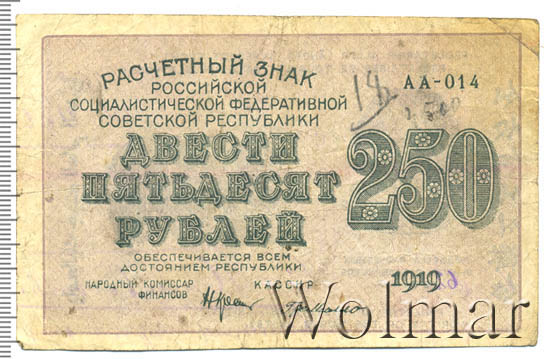 РАСЧЕТНЫЙ ЗНАК
РОССИЙСКОЙ
СОЦИАЛИСТИЧЕСКОЙ ФЕДЕРАТИВНОЙ
СОВЕТСКОЙ РЕСПУБЛИКИ
АА-014
ДВЕСТИ
ПЯТЬДЕСЯТ
РУБЛЕЙ
250
ОБЕСПЕЧИВАЕТСЯ ВСЕМ
ДОСТОЯНИЕМ РЕСПУБЛИКИ
НАРОДНЫЙ КОМИССАР
ФИНАНСОВ
КАССИР
1919
Wolmar